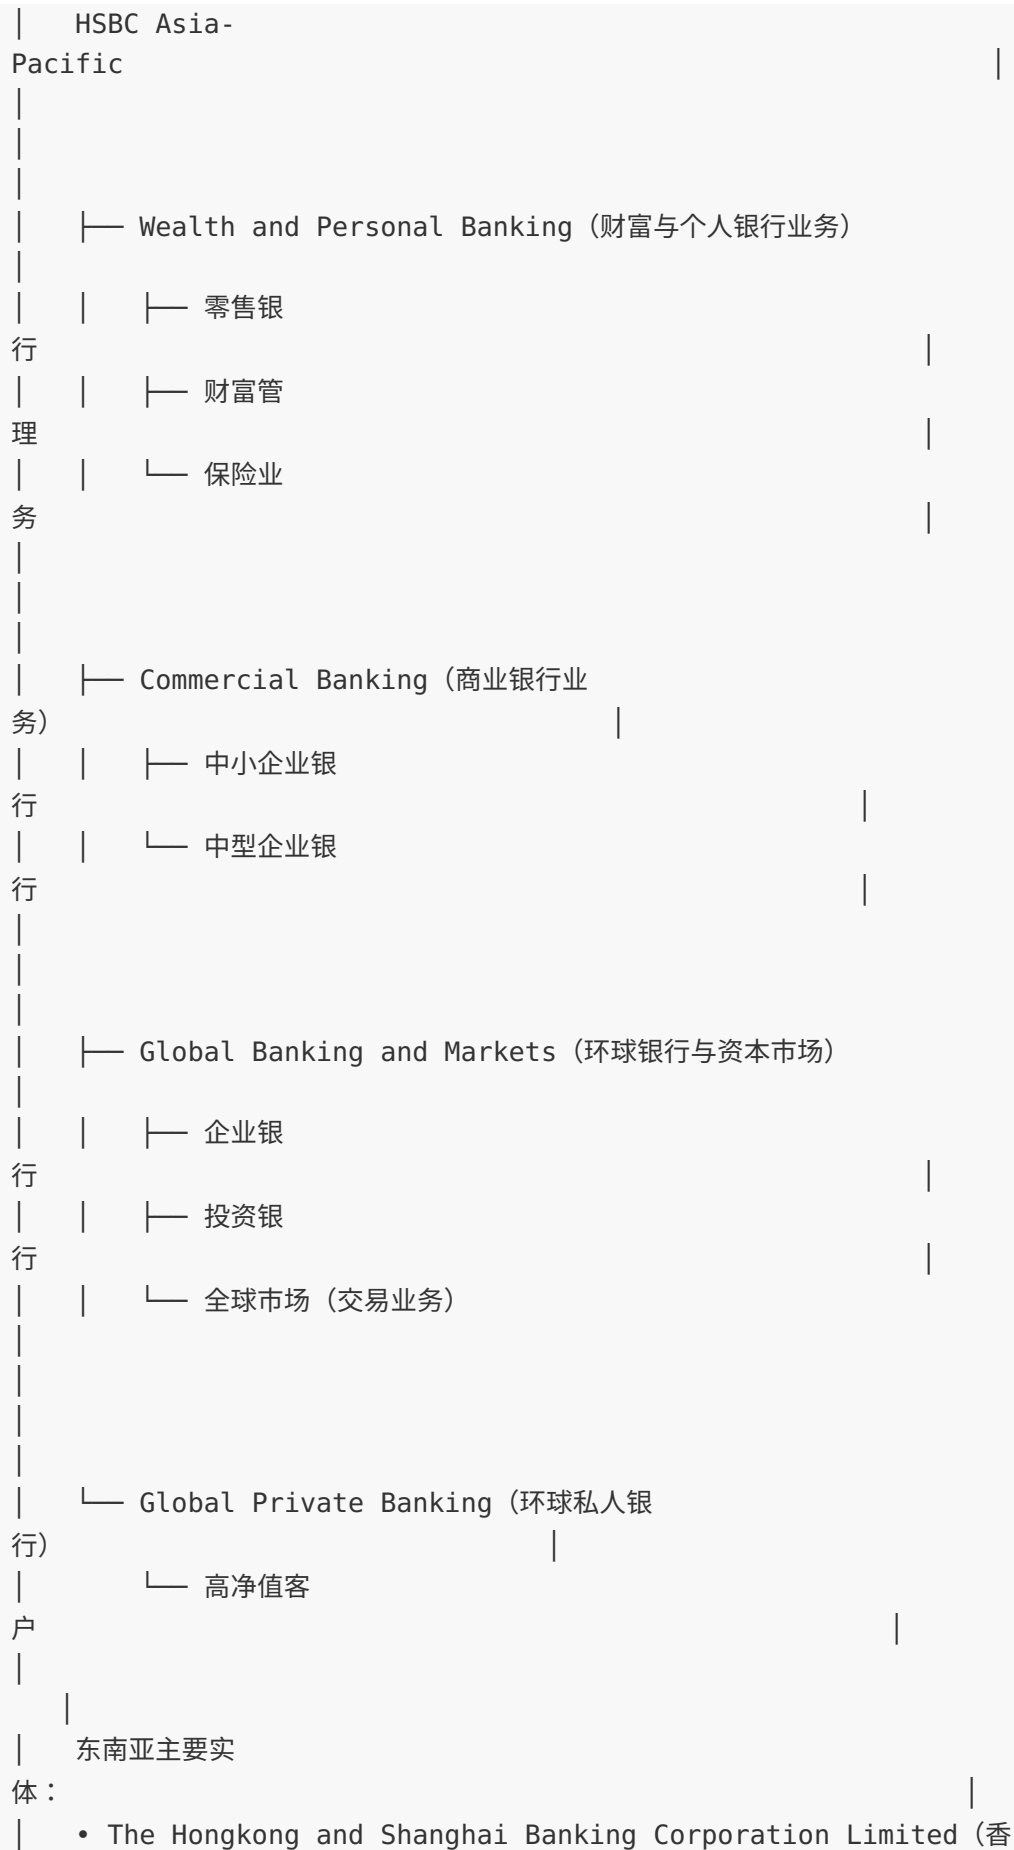 │   HSBC Asia-
Pacific                                                      │
│
│
│
│   ├── Wealth and Personal Banking（财富与个人银行业务）
│
│   │   ├── 零售银
行                                                       │
│   │   ├── 财富管
理                                                       │
│   │   └── 保险业
务                                                       │
│
│
│
│   ├── Commercial Banking（商业银行业
务）                                   │
│   │   ├── 中小企业银
行                                                   │
│   │   └── 中型企业银
行                                                   │
│
│
│
│   ├── Global Banking and Markets（环球银行与资本市场）
│
│   │   ├── 企业银
行                                                       │
│   │   ├── 投资银
行                                                       │
│   │   └── 全球市场（交易业务）
│
│
│
│
│   └── Global Private Banking（环球私人银
行）                               │
│       └── 高净值客
户                                                     │
│
   │
│   东南亚主要实
体：                                                         │
│   • The Hongkong and Shanghai Banking Corporation Limited（香